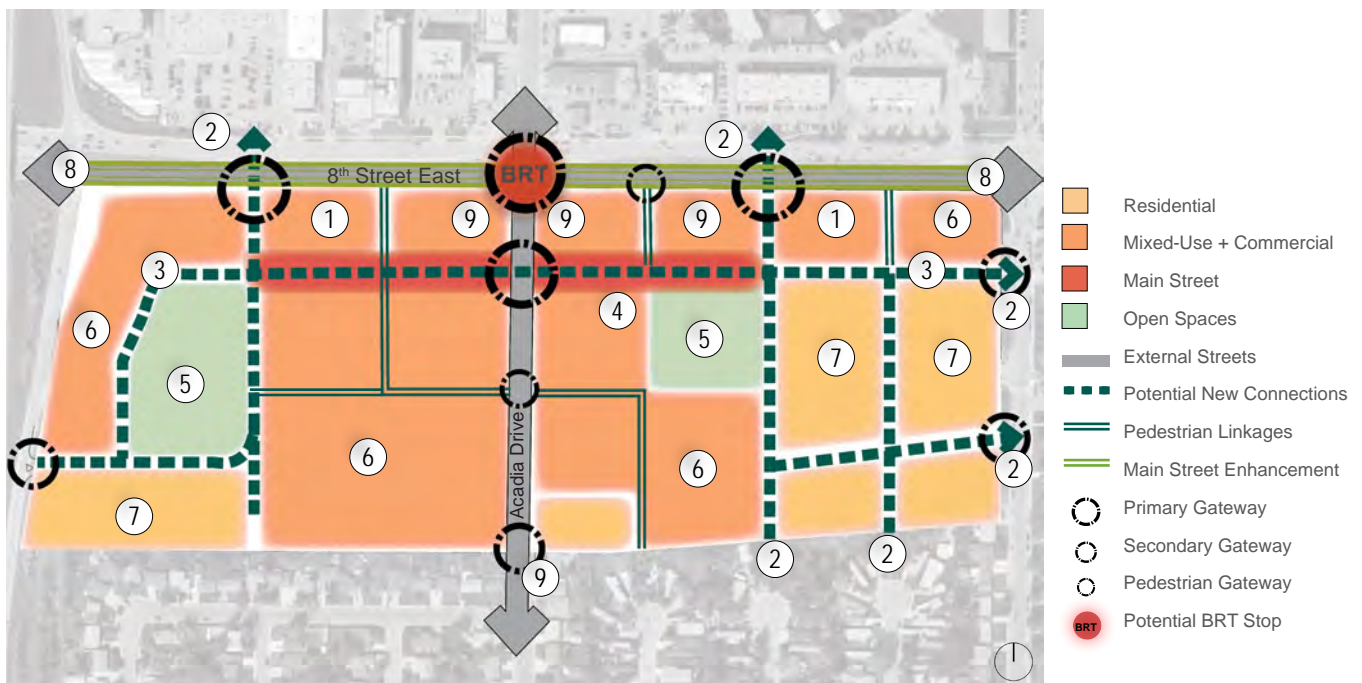 2
2
8
8th Street East
BRT
8
1
9
9
9
1
6
3
3
2
6
4
5
5
7
7
Acadia Drive
6
6
2
7
2
2
9
Residential
Mixed-Use + Commercial
Main Street
Open Spaces
External Streets
Potential New Connections
Pedestrian Linkages
Main Street Enhancement
Primary Gateway
Secondary Gateway
Pedestrian Gateway
BRT
Potential BRT Stop